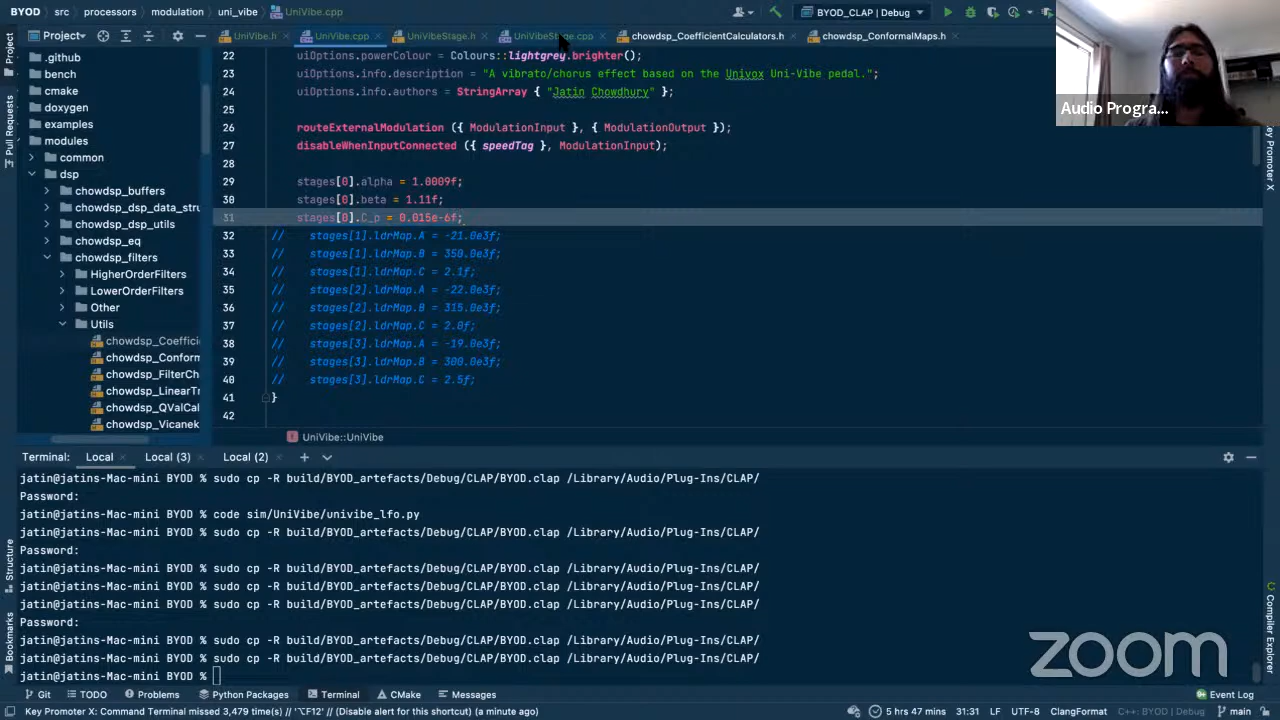 BYOD > src > processors > modulation > uni_vibe > UniVibe.cpp
BYOD_CLAP | Debug
Project
UniVibe.h
UniVibe.cpp
UniVibeStage.h
UniVibeStage.cpp
chowdsp_CoefficientCalculators.h
chowdsp_ConformalMaps.h
Project
Pull Requests
Structure
Bookmarks
.github
bench
cmake
doxygen
examples
modules
common
dsp
chowdsp_buffers
chowdsp_dsp_data_stru
chowdsp_dsp_utils
chowdsp_eq
chowdsp_filters
HigherOrderFilters
LowerOrderFilters
Other
Utils
chowdsp_Coeffici
chowdsp_Conform
chowdsp_FilterCh
chowdsp_LinearTr
chowdsp_QValCal
chowdsp_Vicanek
22 uiOptions.powerColour = Colours::lightgrey.brighter();
23 uiOptions.info.description = "A vibrato/chorus effect based on the Univox Uni-Vibe pedal.";
24 uiOptions.info.authors = StringArray { "Jatin Chowdhury" };
25
26 routeExternalModulation ({ ModulationInput }, { ModulationOutput });
27 disableWhenInputConnected ({ speedTag }, ModulationInput);
28
29 stages[0].alpha = 1.0009f;
30 stages[0].beta = 1.11f;
31 stages[0].C_p = 0.015e-6f;
32 // stages[1].ldrMap.A = -21.0e3f;
33 // stages[1].ldrMap.B = 350.0e3f;
34 // stages[1].ldrMap.C = 2.1f;
35 // stages[2].ldrMap.A = -22.0e3f;
36 // stages[2].ldrMap.B = 315.0e3f;
37 // stages[2].ldrMap.C = 2.0f;
38 // stages[3].ldrMap.A = -19.0e3f;
39 // stages[3].ldrMap.B = 300.0e3f;
40 // stages[3].ldrMap.C = 2.5f;
41 }
42
f UniVibe::UniVibe
Audio Progra...
Key Promoter X
Compiler Explorer
Terminal: Local Local (3) Local (2)
jatin@jatins-Mac-mini BYOD % sudo cp -R build/BYOD_artefacts/Debug/CLAP/BYOD.clap /Library/Audio/Plug-Ins/CLAP/
Password:
jatin@jatins-Mac-mini BYOD % code sim/UniVibe/univibe_lfo.py
jatin@jatins-Mac-mini BYOD % sudo cp -R build/BYOD_artefacts/Debug/CLAP/BYOD.clap /Library/Audio/Plug-Ins/CLAP/
Password:
jatin@jatins-Mac-mini BYOD % sudo cp -R build/BYOD_artefacts/Debug/CLAP/BYOD.clap /Library/Audio/Plug-Ins/CLAP/
jatin@jatins-Mac-mini BYOD % sudo cp -R build/BYOD_artefacts/Debug/CLAP/BYOD.clap /Library/Audio/Plug-Ins/CLAP/
jatin@jatins-Mac-mini BYOD % sudo cp -R build/BYOD_artefacts/Debug/CLAP/BYOD.clap /Library/Audio/Plug-Ins/CLAP/
Password:
jatin@jatins-Mac-mini BYOD % sudo cp -R build/BYOD_artefacts/Debug/CLAP/BYOD.clap /Library/Audio/Plug-Ins/CLAP/
jatin@jatins-Mac-mini BYOD % sudo cp -R build/BYOD_artefacts/Debug/CLAP/BYOD.clap /Library/Audio/Plug-Ins/CLAP/
jatin@jatins-Mac-mini BYOD %
zoom
Git TODO Problems Python Packages Terminal CMake Messages Event Log
Key Promoter X: Command Terminal missed 3,479 time(s) // '⌥F12' // (Disable alert for this shortcut) (a minute ago) 5 hrs 47 mins 31:31 LF UTF-8 ClangFormat C++: BYOD | Debug main